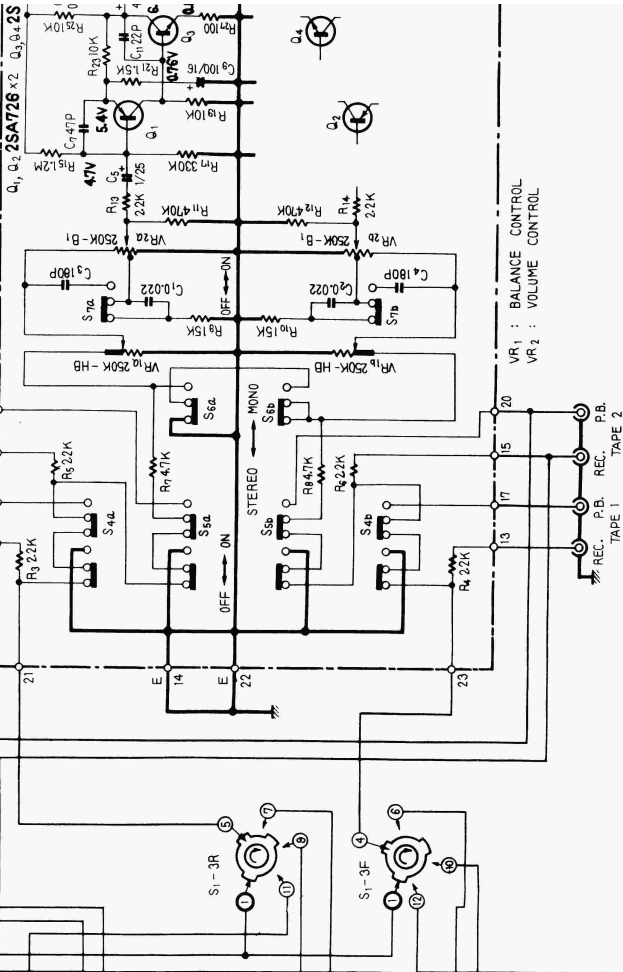 Q1, Q2 2SA726 ×2
Q3, Q4 2S
R25 10K
C11 22P
Q3
R27 100
R23 10K
R21 1.5K
0.76V
C9 100/16
Q4
C7 47P
5.4V
Q1
R19 10K
R15 1.2M
4.7V
C5 1/25
R17 330K
Q2
R13
2.2K
R11 470K
R12 470K
R14
2.2K
VR2a
250K-B1
VR2b
250K-B1
C3 180P
C4 180P
S7a
C1 0.022
OFF ↔ ON
C2 0.022
S7b
R9 15K
R10 15K
VR1a 250K-HB
VR1b
250K-HB
VR1 : BALANCE CONTROL
VR2 : VOLUME CONTROL
S6a
STEREO ↔ MONO
S6b
R5 2.2K
R7 4.7K
R8 4.7K
R6 2.2K
S4a
S5a
S5b
S4b
R3 2.2K
OFF ↔ ON
R4 2.2K
20
15
17
13
P.B.
REC.
TAPE 2
P.B.
REC.
TAPE 1
21
E
14
E
22
23
S1-3R
5
7
9
11
1
S1-3F
4
6
10
12
1